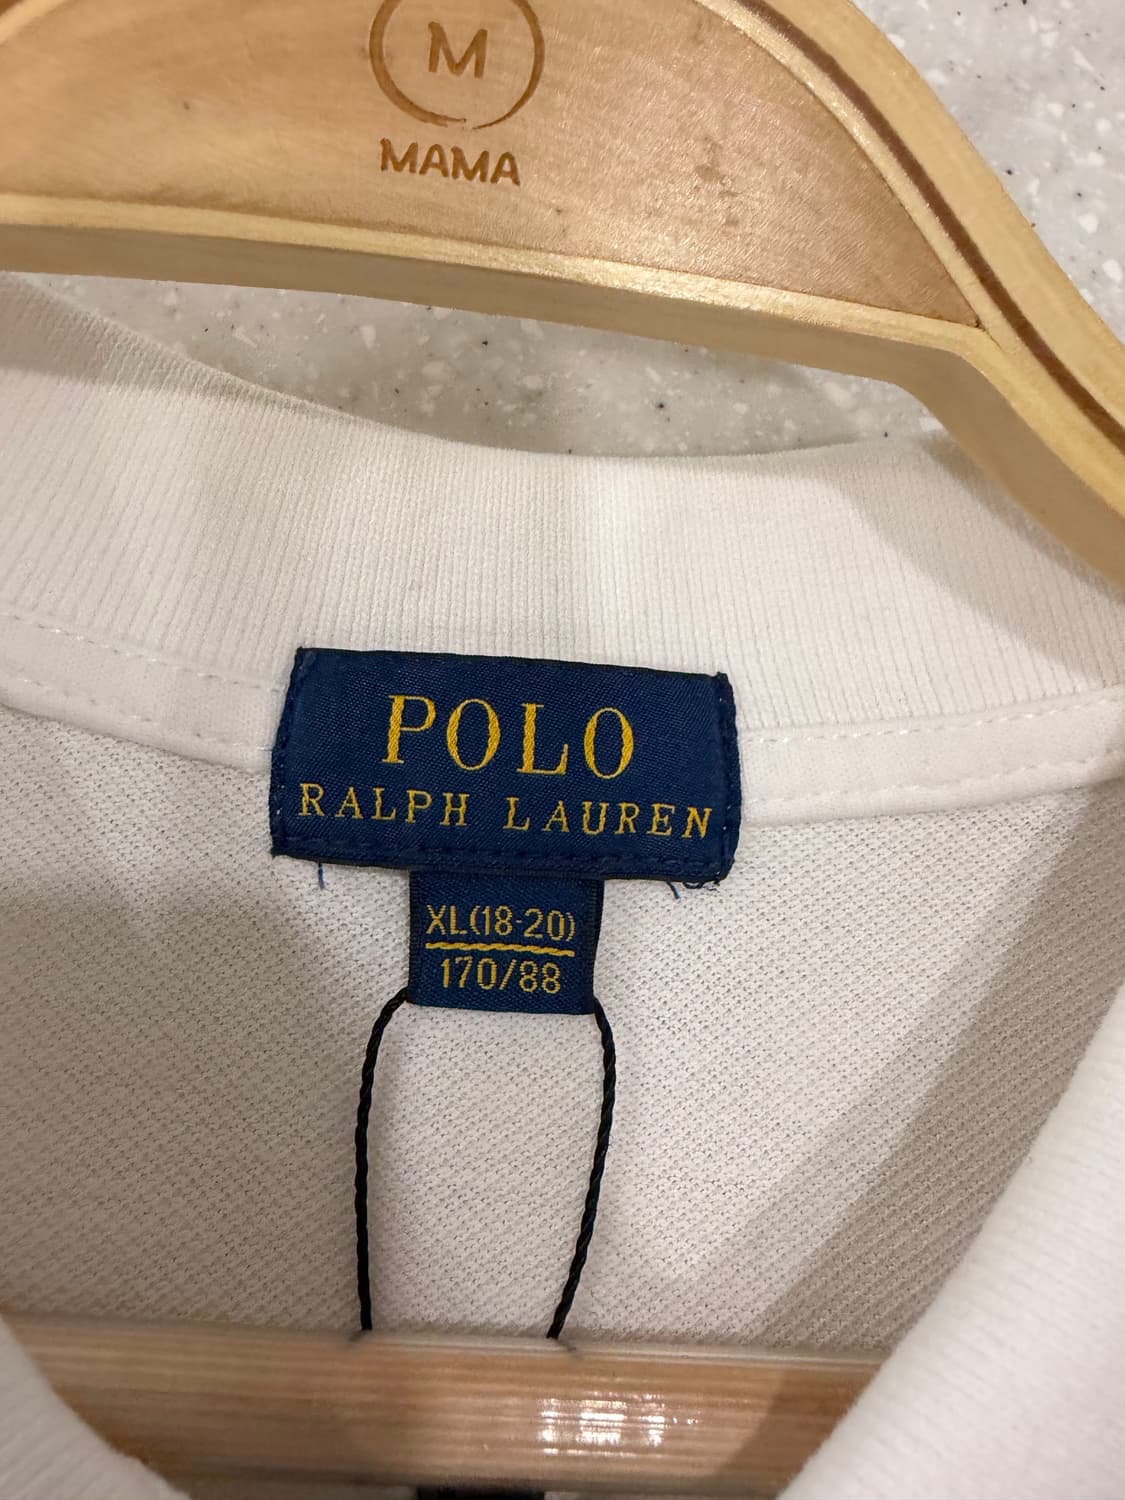 M
MAMA
POLO
RALPH LAUREN
XL(18-20)
170/88